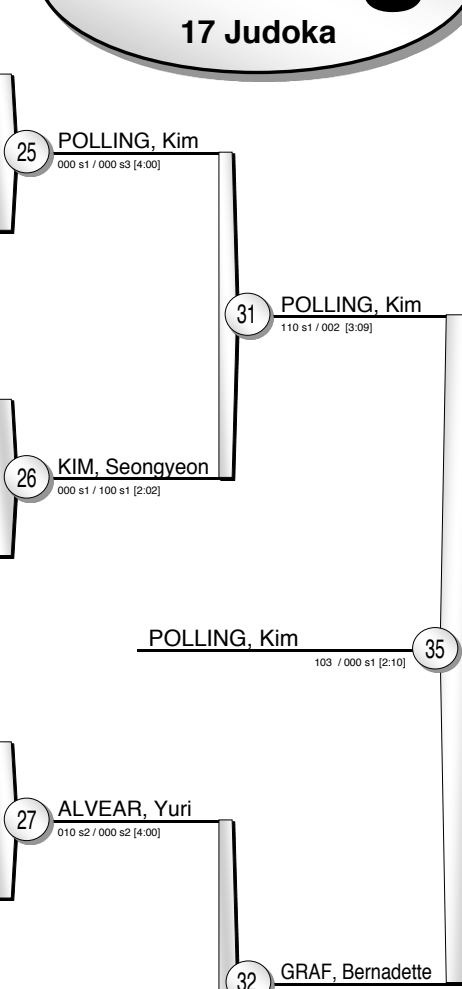 17 Judoka
25
POLLING, Kim
000 s1 / 000 s3 [4:00]
31
POLLING, Kim
110 s1 / 002 [3:09]
26
KIM, Seongyeon
000 s1 / 100 s1 [2:02]
POLLING, Kim
103 / 000 s1 [2:10]
35
27
ALVEAR, Yuri
010 s2 / 000 s2 [4:00]
32
GRAF, Bernadette